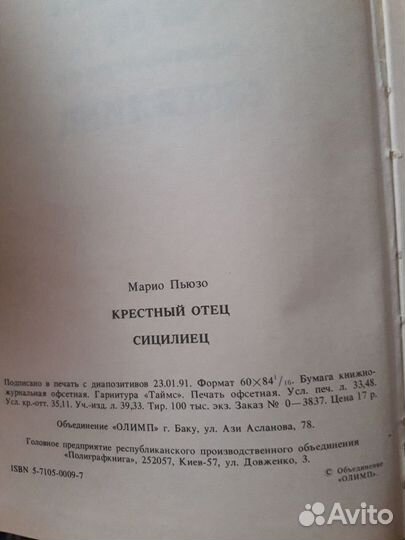 Марио Пьюзо
КРЕСТНЫЙ ОТЕЦ
СИЦИЛИЕЦ
Подписано в печать с диапозитивов 23.01.91. Формат 60×84¹/₁₆. Бумага книжно-
журнальная офсетная. Гарнитура «Таймс». Печать офсетная. Усл. печ. л. 33,48.
Усл. кр.-отт. 35,11. Уч.-изд. л. 39,33. Тир. 100 тыс. экз. Заказ № 0—3837. Цена 17 р.
Объединение «ОЛИМП» г. Баку, ул. Ази Асланова, 78.
Головное предприятие республиканского производственного объединения
«Полиграфкнига», 252057, Киев-57, ул. Довженко, 3.
ISBN 5-7105-0009-7
© Объединение
«ОЛИМП».
Avito